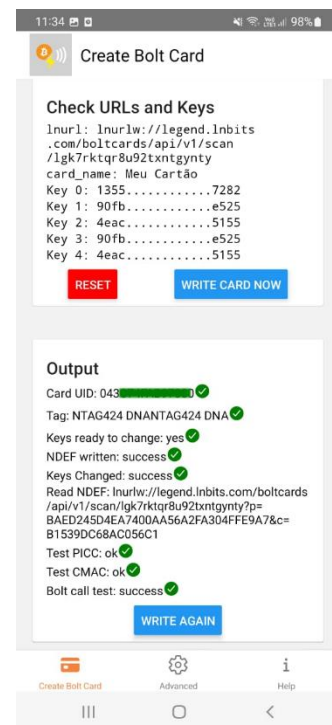 11:34 98%
Create Bolt Card
Check URLs and Keys
lnurl: lnurlw://legend.lnbits
.com/boltcards/api/v1/scan
/lgk7rktqr8u92txntgynty
card_name: Meu Cartão
Key 0: 1355............7282
Key 1: 90fb............e525
Key 2: 4eac............5155
Key 3: 90fb............e525
Key 4: 4eac............5155
RESET WRITE CARD NOW
Output
Card UID: 043
Tag: NTAG424 DNANTAG424 DNA
Keys ready to change: yes
NDEF written: success
Keys Changed: success
Read NDEF: lnurlw://legend.lnbits.com/boltcards
/api/v1/scan/lgk7rktqr8u92txntgynty?p=
BAED245D4EA7400AA56A2FA304FFE9A7&c=
B1539DC68AC056C1
Test PICC: ok
Test CMAC: ok
Bolt call test: success
WRITE AGAIN
Create Bolt Card Advanced Help